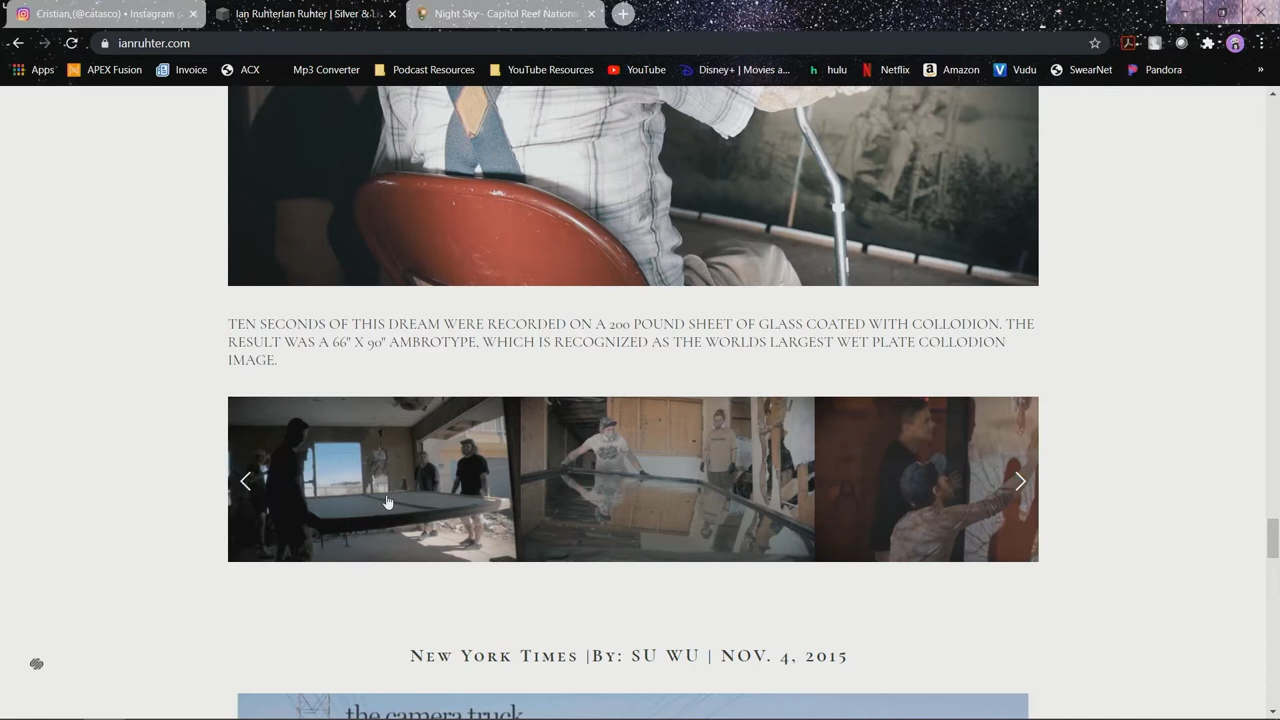 Cristian (@catasco) • Instagram
Ian Ruhterlan Ruhter | Silver & Li
Night Sky - Capitol Reef Nationa
ianruhter.com
Apps
APEX Fusion
Invoice
ACX
Mp3 Converter
Podcast Resources
YouTube Resources
YouTube
Disney+ | Movies a...
hulu
Netflix
Amazon
Vudu
SwearNet
Pandora
»
TEN SECONDS OF THIS DREAM WERE RECORDED ON A 200 POUND SHEET OF GLASS COATED WITH COLLODION. THE
RESULT WAS A 66" X 90" AMBROTYPE, WHICH IS RECOGNIZED AS THE WORLDS LARGEST WET PLATE COLLODION
IMAGE.
New York Times |By: SU WU | NOV. 4, 2015
the camera truck